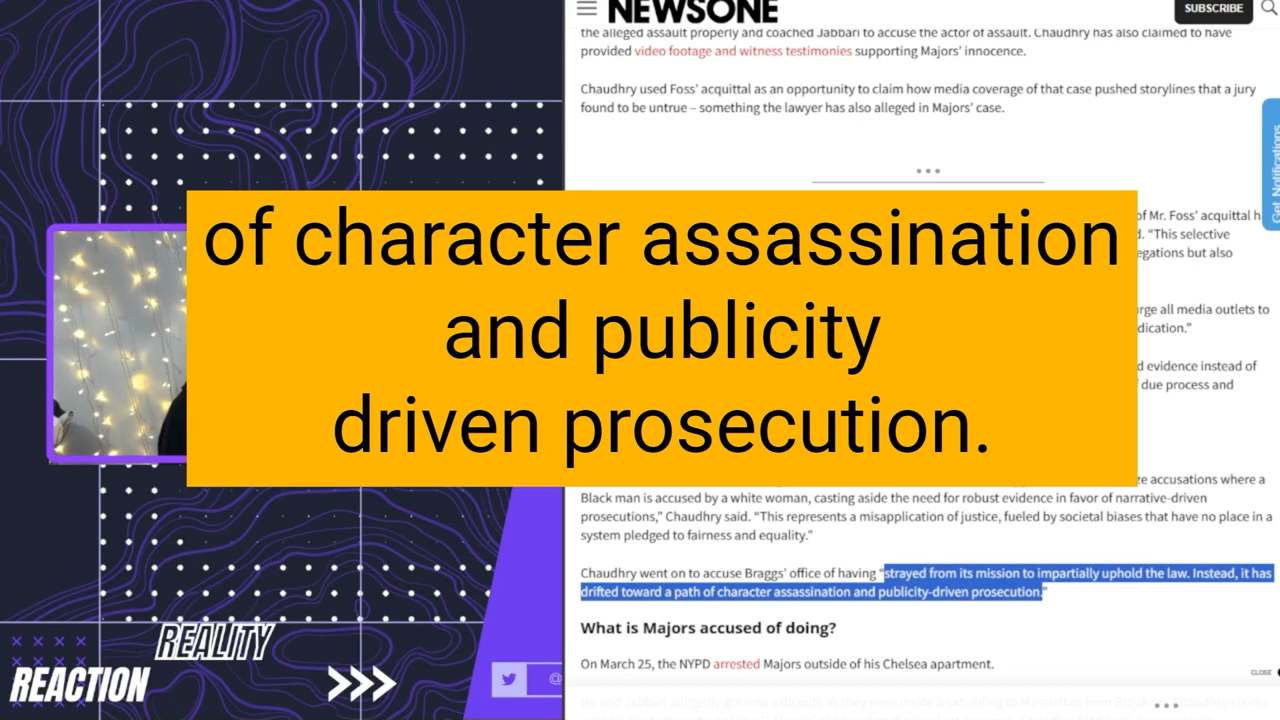 NEWSONE
SUBSCRIBE
the alleged assault properly and coached Jabbari to accuse the actor of assault. Chaudhry has also claimed to have
provided video footage and witness testimonies supporting Majors' innocence.
Chaudhry used Foss' acquittal as an opportunity to claim how media coverage of that case pushed storylines that a jury
found to be untrue – something the lawyer has also alleged in Majors' case.
Get Notifications
of Mr. Foss' acquittal
d. "This selective
egations but also
rge all media outlets to
dication."
d evidence instead of
due process and
of character assassination
and publicity
driven prosecution.
ze accusations where a
Black man is accused by a white woman, casting aside the need for robust evidence in favor of narrative-driven
prosecutions," Chaudhry said. "This represents a misapplication of justice, fueled by societal biases that have no place in a
system pledged to fairness and equality."
Chaudhry went on to accuse Braggs' office of having "strayed from its mission to impartially uphold the law. Instead, it has
drifted toward a path of character assassination and publicity-driven prosecution."
What is Majors accused of doing?
On March 25, the NYPD arrested Majors outside of his Chelsea apartment.
CLOSE
REALITY
REACTION
@